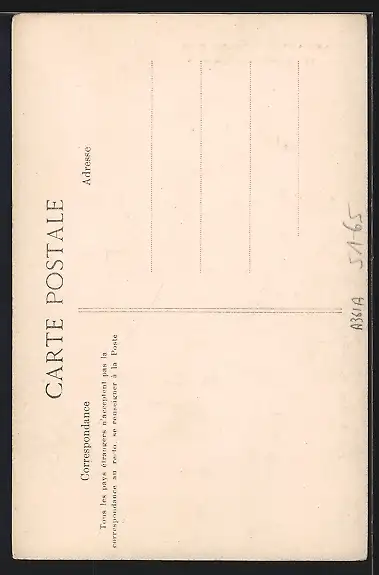 CARTE POSTALE
Correspondance
Tous les pays étrangers n'acceptent pas la
correspondance au recto, se renseigner à la Poste
Adresse
A361A
51-65